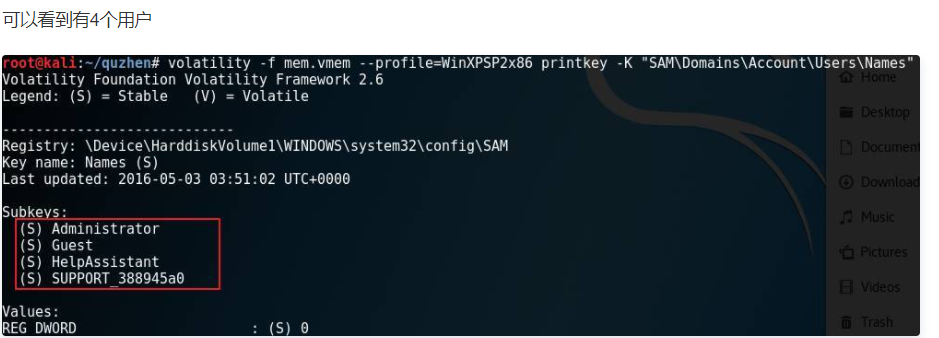 可以看到有4个用户
root@kali:~/quzhen# volatility -f mem.vmem --profile=WinXPSP2x86 printkey -K "SAM\Domains\Account\Users\Names"
Volatility Foundation Volatility Framework 2.6
Legend: (S) = Stable   (V) = Volatile
----------------------------
Registry: \Device\HarddiskVolume1\WINDOWS\system32\config\SAM
Key name: Names (S)
Last updated: 2016-05-03 03:51:02 UTC+0000
Subkeys:
(S) Administrator
(S) Guest
(S) HelpAssistant
(S) SUPPORT_388945a0
Values:
REG_DWORD                     : (S) 0
Home
Desktop
Document
Download
Music
Pictures
Videos
Trash